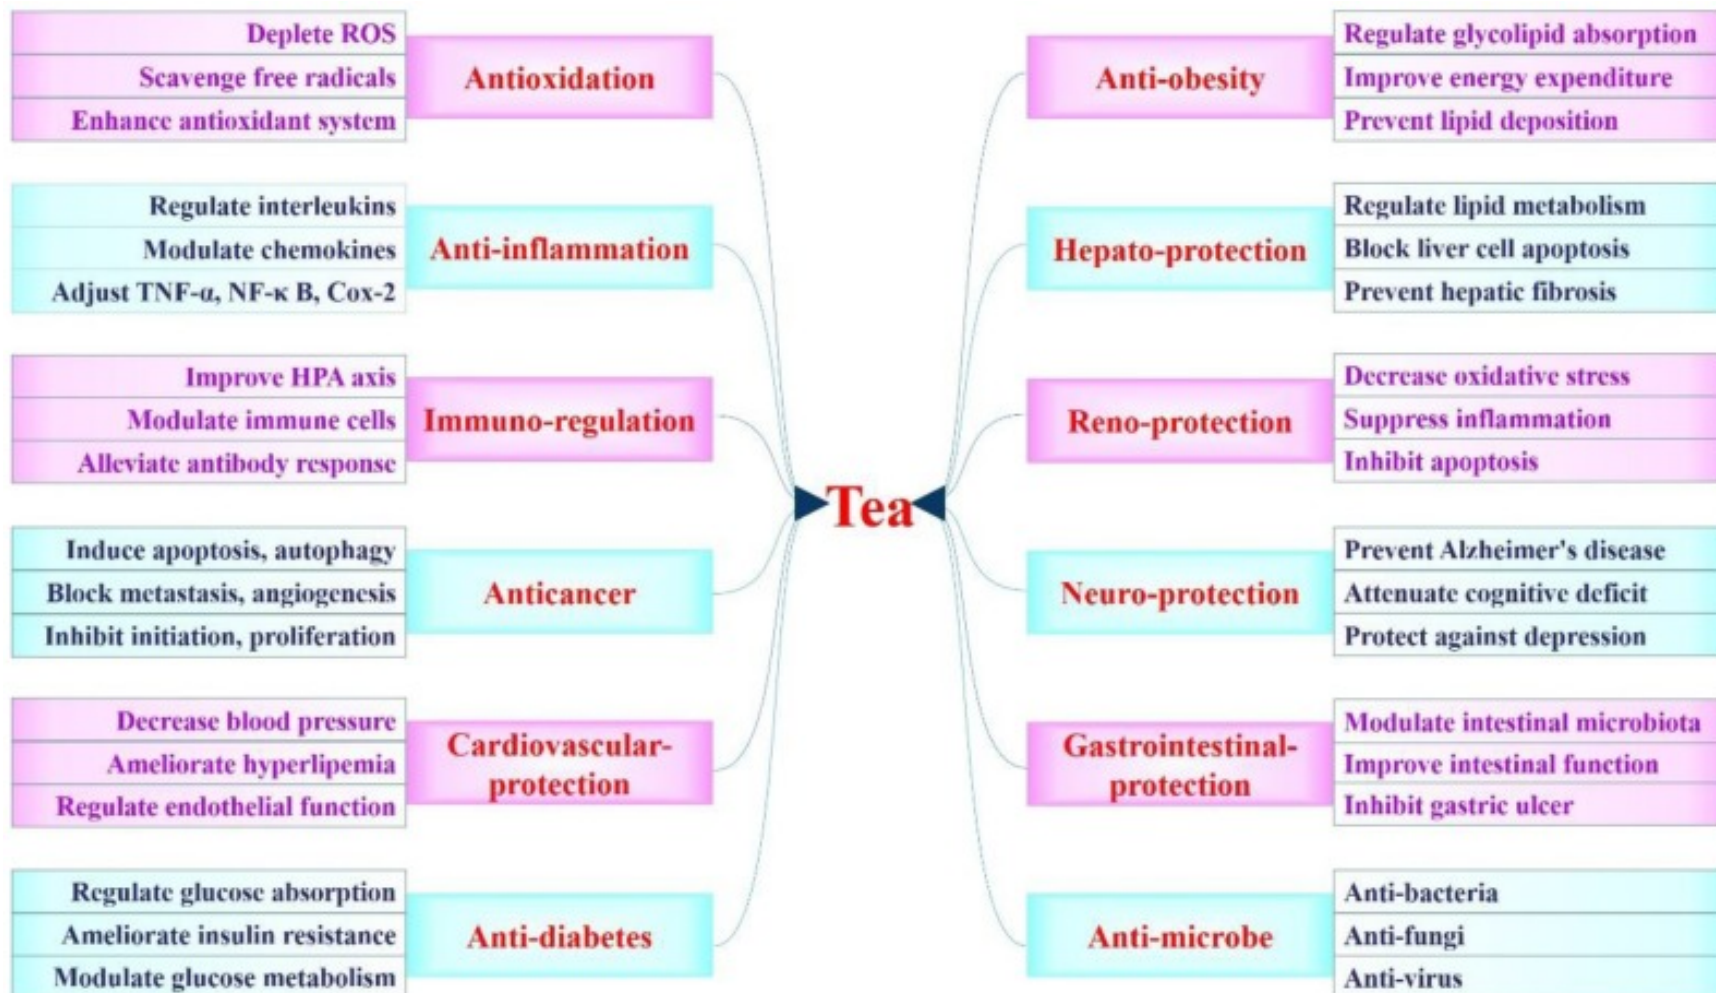 Deplete ROS
Scavenge free radicals
Enhance antioxidant system
Antioxidation
Regulate interleukins
Modulate chemokines
Adjust TNF-α, NF-κ B, Cox-2
Anti-inflammation
Improve HPA axis
Modulate immune cells
Alleviate antibody response
Immuno-regulation
Induce apoptosis, autophagy
Block metastasis, angiogenesis
Inhibit initiation, proliferation
Anticancer
Decrease blood pressure
Ameliorate hyperlipemia
Regulate endothelial function
Cardiovascular-
protection
Regulate glucose absorption
Ameliorate insulin resistance
Modulate glucose metabolism
Anti-diabetes
Tea
Anti-obesity
Regulate glycolipid absorption
Improve energy expenditure
Prevent lipid deposition
Hepato-protection
Regulate lipid metabolism
Block liver cell apoptosis
Prevent hepatic fibrosis
Reno-protection
Decrease oxidative stress
Suppress inflammation
Inhibit apoptosis
Neuro-protection
Prevent Alzheimer's disease
Attenuate cognitive deficit
Protect against depression
Gastrointestinal-
protection
Modulate intestinal microbiota
Improve intestinal function
Inhibit gastric ulcer
Anti-microbe
Anti-bacteria
Anti-fungi
Anti-virus